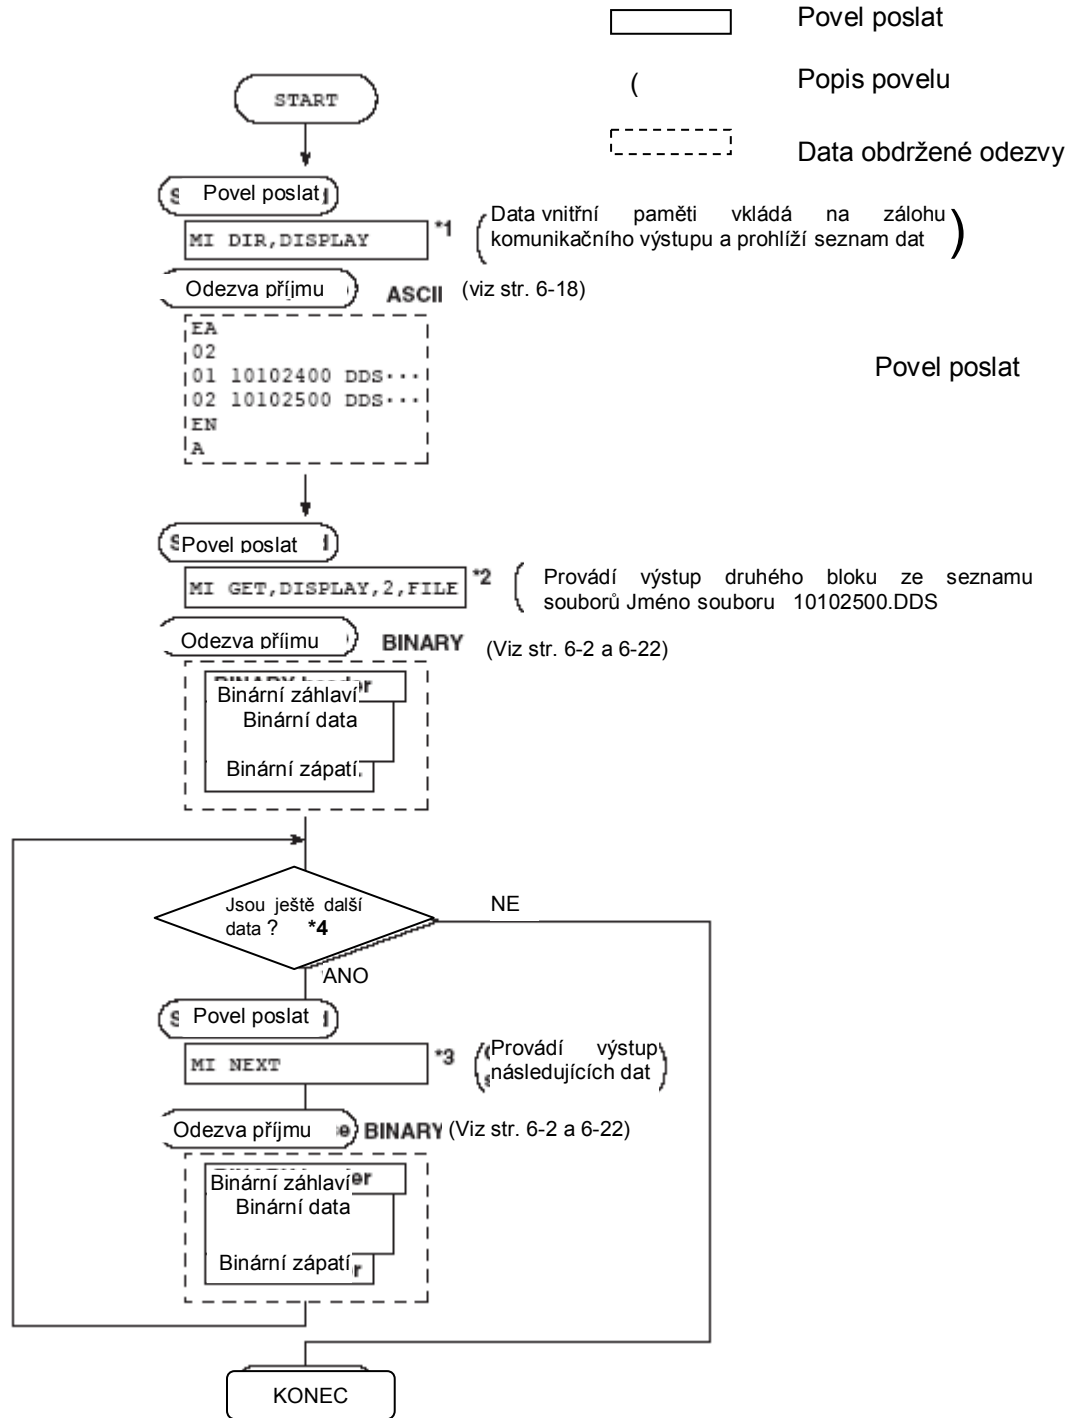 Povel poslat
( Popis povelu
Data obdržené odezvy
START
Povel poslat
MI DIR,DISPLAY *1 (Data vnitřní paměti vkládá na zálohu
komunikačního výstupu a prohlíží seznam dat)
Odezva příjmu ASCII (viz str. 6-18)
EA
02
01 10102400 DDS···
02 10102500 DDS···
EN
A
Povel poslat
Povel poslat
MI GET,DISPLAY,2,FILE *2 ( Provádí výstup druhého bloku ze seznamu
souborů Jméno souboru 10102500.DDS
Odezva příjmu BINARY (Viz str. 6-2 a 6-22)
Binární záhlaví
Binární data
Binární zápatí
Jsou ještě další
data ? *4
NE
ANO
Povel poslat
MI NEXT *3 (Provádí výstup
následujících dat)
Odezva příjmu BINARY (Viz str. 6-2 a 6-22)
Binární záhlaví
Binární data
Binární zápatí
KONEC